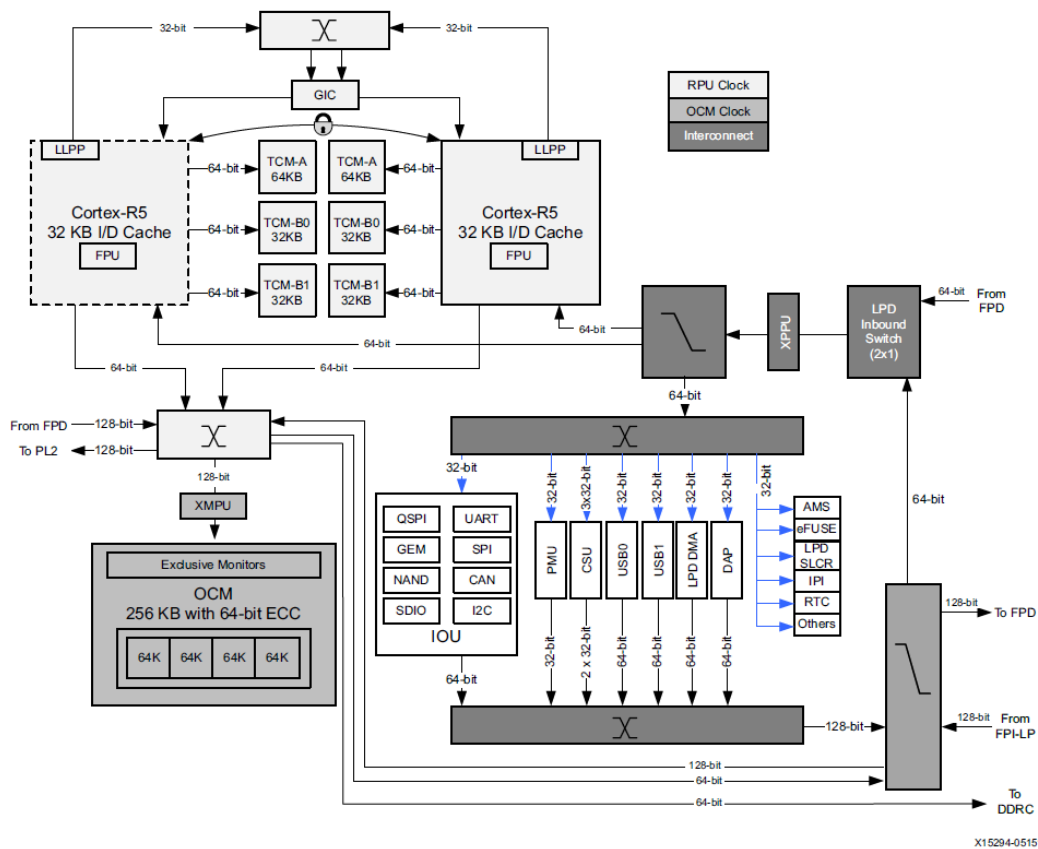 32-bit
32-bit
GIC
RPU Clock
OCM Clock
Interconnect
LLPP
LLPP
64-bit
TCM-A
64KB
TCM-A
64KB
64-bit
Cortex-R5
32 KB I/D Cache
FPU
64-bit
TCM-B0
32KB
TCM-B0
32KB
64-bit
Cortex-R5
32 KB I/D Cache
FPU
64-bit
TCM-B1
32KB
TCM-B1
32KB
64-bit
64-bit
64-bit
XPPU
LPD
Inbound
Switch
(2x1)
64-bit
From
FPD
64-bit
64-bit
64-bit
From FPD
128-bit
To PL2
128-bit
128-bit
XMPU
Exclusive Monitors
OCM
256 KB with 64-bit ECC
64K
64K
64K
64K
32-bit
32-bit
3x32-bit
32-bit
32-bit
32-bit
32-bit
32-bit
QSPI
UART
GEM
SPI
NAND
CAN
SDIO
I2C
IOU
PMU
CSU
USB0
USB1
LPD DMA
DAP
AMS
eFUSE
LPD
SLCR
IPI
RTC
Others
64-bit
64-bit
32-bit
2 x 32-bit
64-bit
64-bit
64-bit
64-bit
128-bit
128-bit
To FPD
128-bit
From
FPI-LP
128-bit
64-bit
64-bit
To
DDRC
X15294-0515